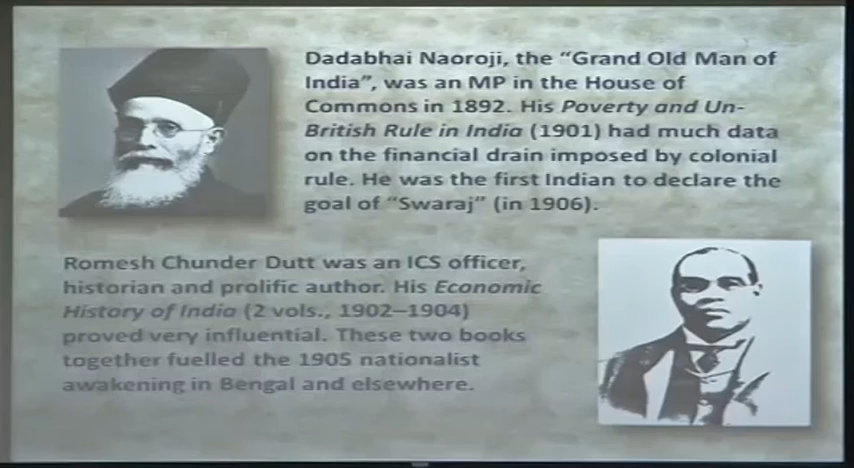 Dadabhai Naoroji, the “Grand Old Man of
India”, was an MP in the House of
Commons in 1892. His Poverty and Un-
British Rule in India (1901) had much data
on the financial drain imposed by colonial
rule. He was the first Indian to declare the
goal of “Swaraj” (in 1906).
Romesh Chunder Dutt was an ICS officer,
historian and prolific author. His Economic
History of India (2 vols., 1902–1904)
proved very influential. These two books
together fuelled the 1905 nationalist
awakening in Bengal and elsewhere.